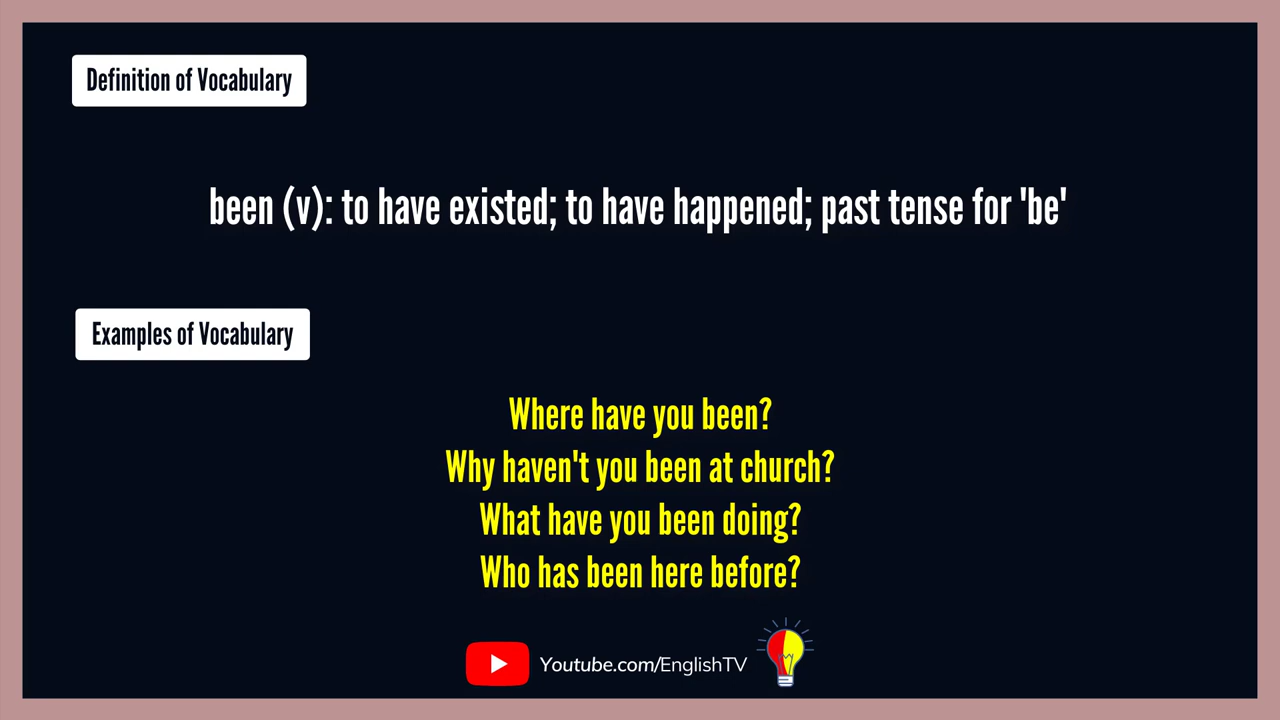 Definition of Vocabulary
been (v): to have existed; to have happened; past tense for 'be'
Examples of Vocabulary
Where have you been?
Why haven't you been at church?
What have you been doing?
Who has been here before?
Youtube.com/EnglishTV